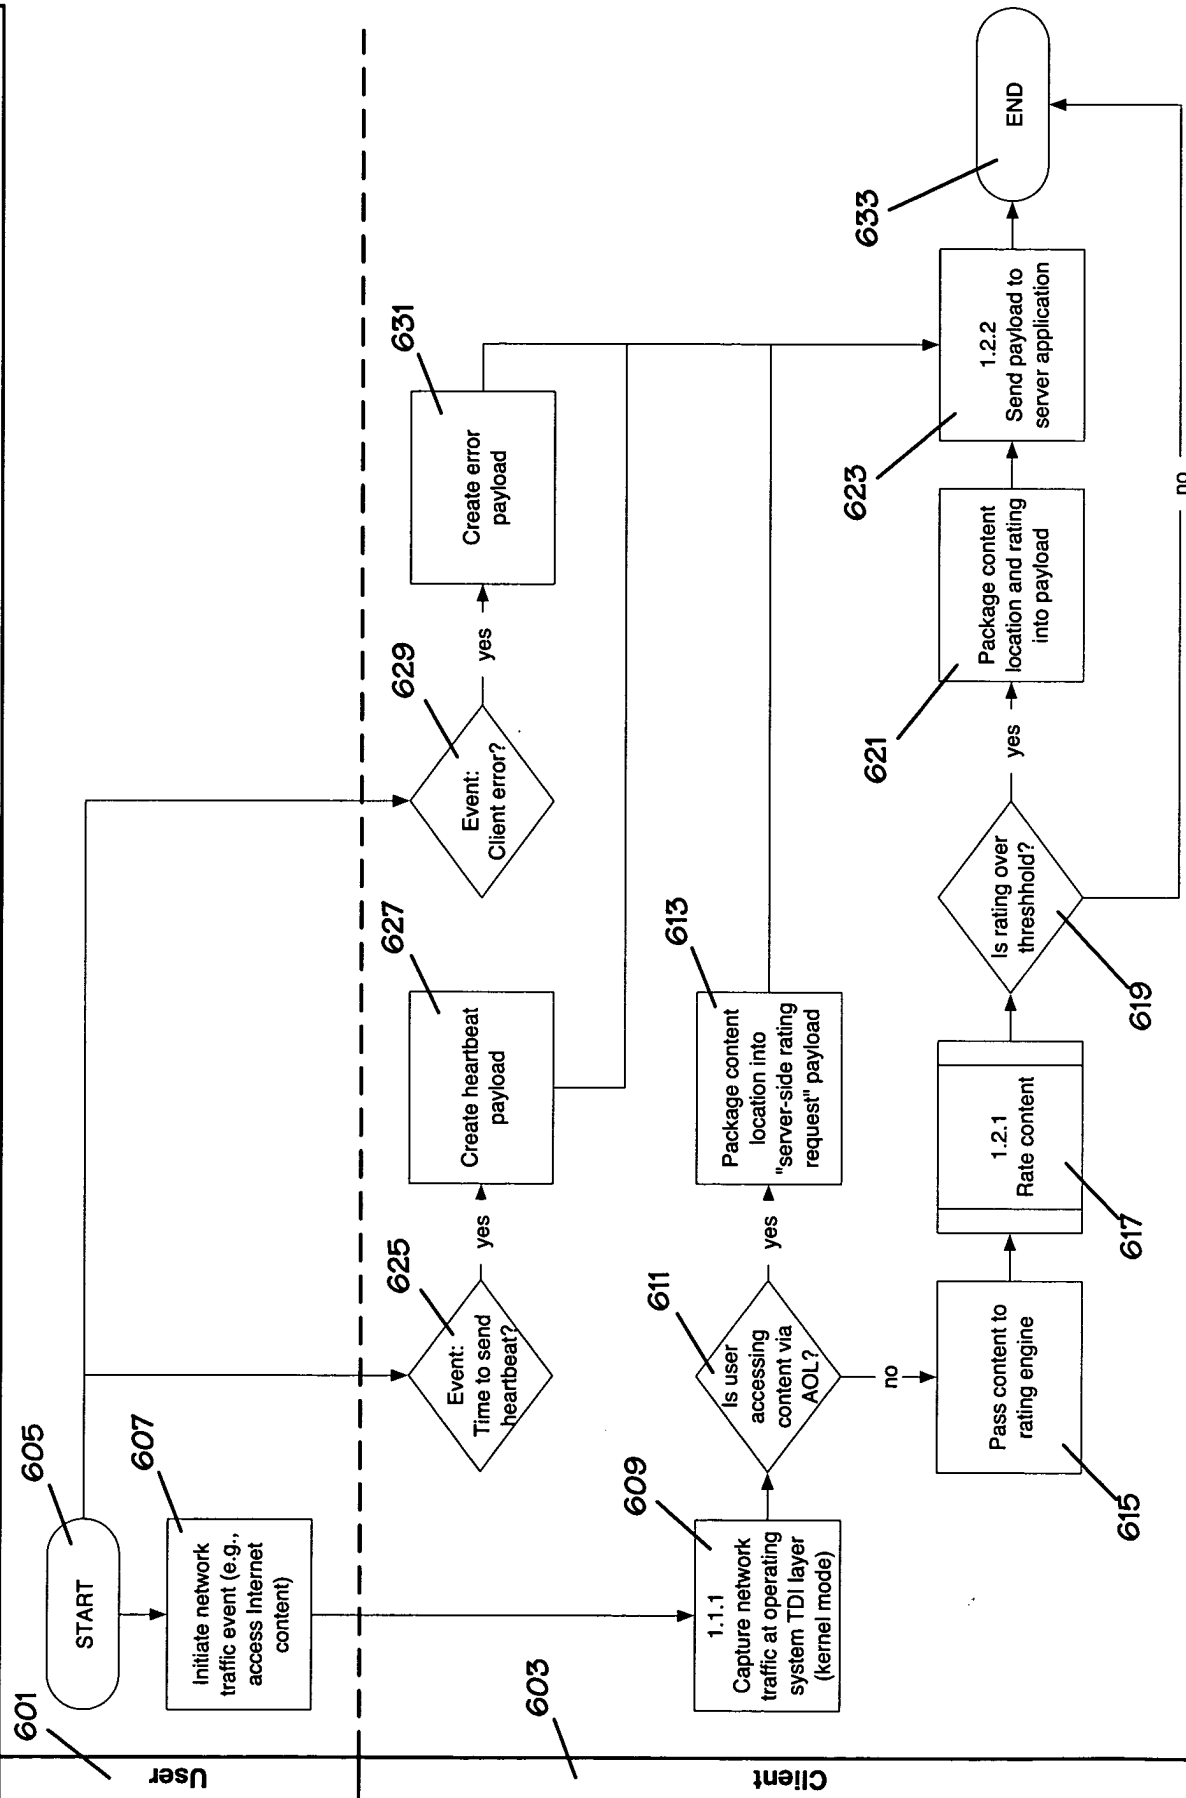 User
601
START
605
Initiate network
traffic event (e.g.,
access Internet
content)
607
Client
603
Event:
Time to send
heartbeat?
625
yes
Create heartbeat
payload
627
Event:
Client error?
629
yes
Create error
payload
631
1.1.1
Capture network
traffic at operating
system TDI layer
(kernel mode)
609
Is user
accessing
content via
AOL?
611
yes
Package content
location into
"server-side rating
request" payload
613
no
Pass content to
rating engine
615
1.2.1
Rate content
617
Is rating over
threshhold?
619
yes
Package content
location and rating
into payload
621
1.2.2
Send payload to
server application
623
END
633
no